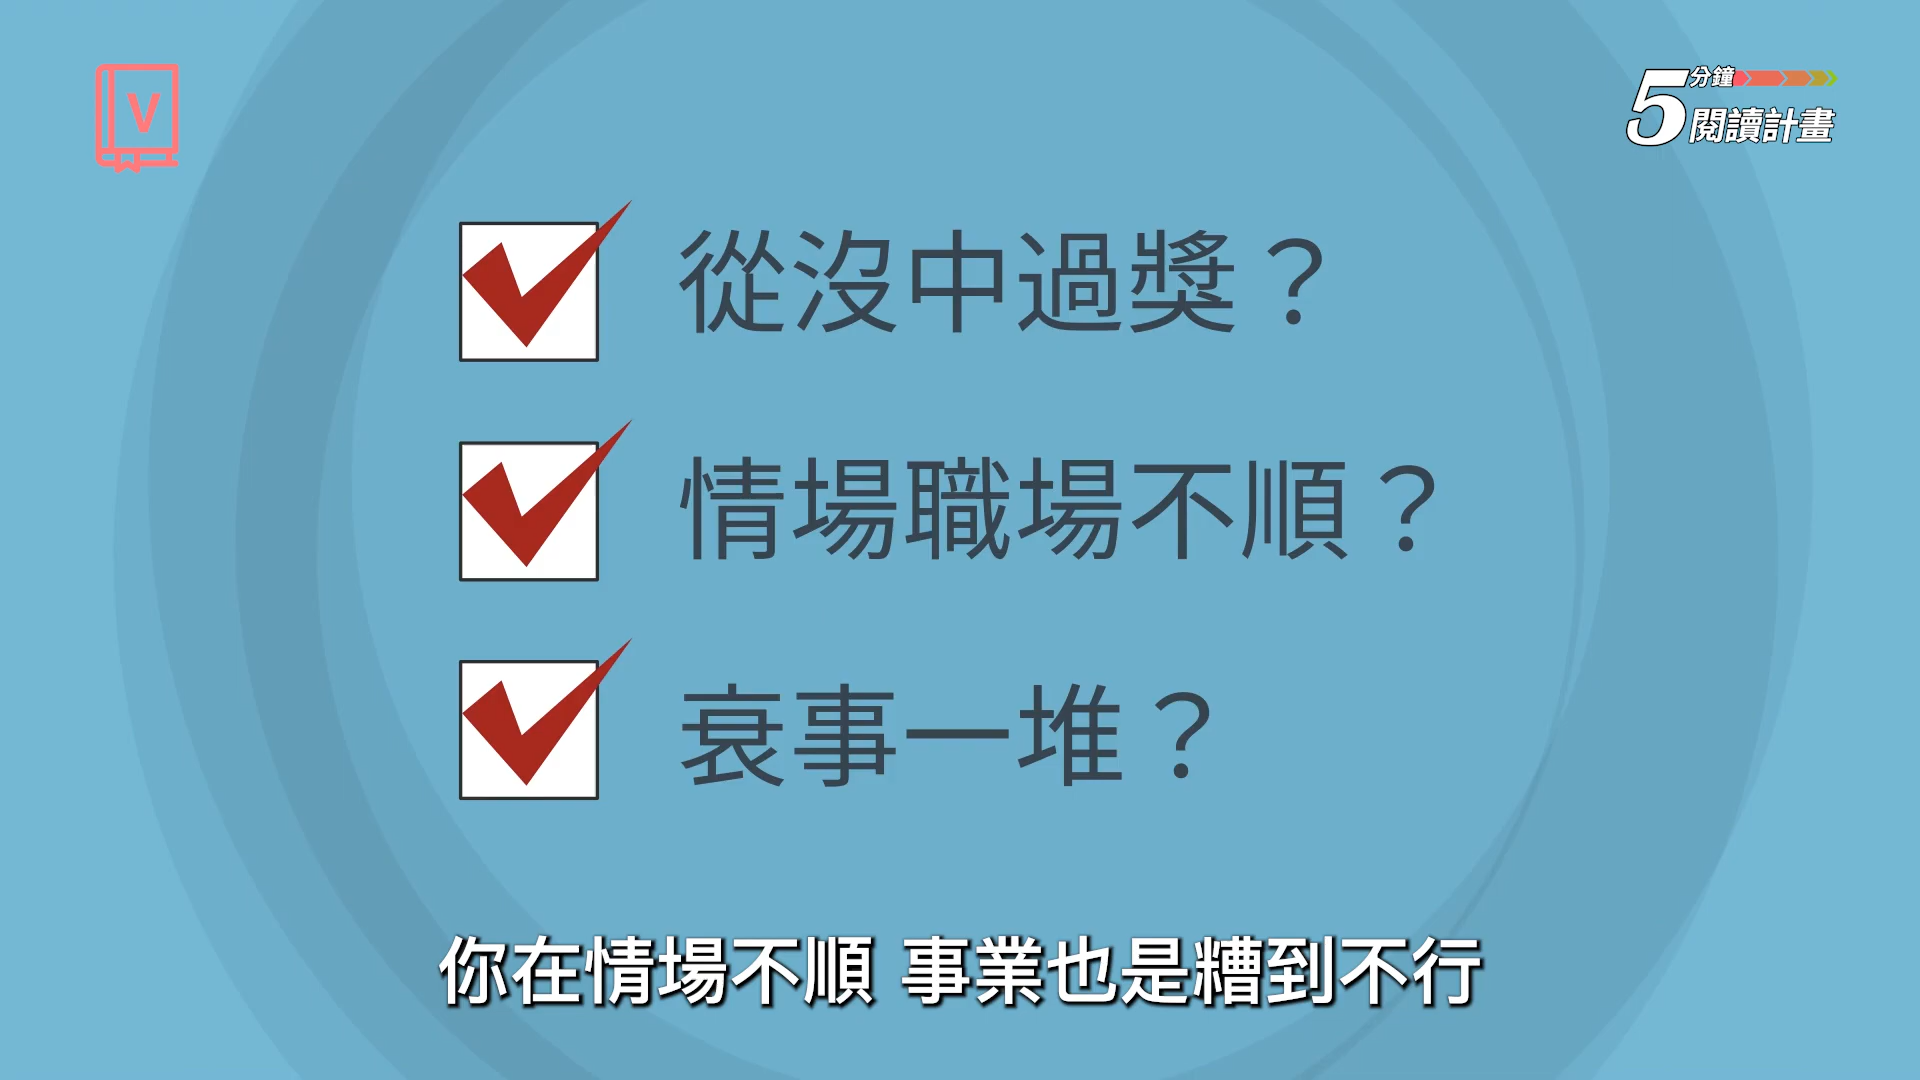 V
5分鐘
閱讀計畫
從沒中過獎？
情場職場不順？
衰事一堆？
你在情場不順 事業也是糟到不行